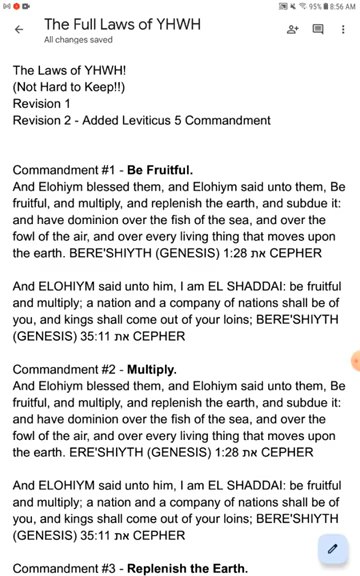 95% 8:56 AM
The Full Laws of YHWH
All changes saved
The Laws of YHWH!
(Not Hard to Keep!!)
Revision 1
Revision 2 - Added Leviticus 5 Commandment
Commandment #1 - Be Fruitful.
And Elohiym blessed them, and Elohiym said unto them, Be
fruitful, and multiply, and replenish the earth, and subdue it:
and have dominion over the fish of the sea, and over the
fowl of the air, and over every living thing that moves upon
the earth. BERE'SHIYTH (GENESIS) 1:28 את CEPHER
And ELOHIYM said unto him, I am EL SHADDAI: be fruitful
and multiply; a nation and a company of nations shall be of
you, and kings shall come out of your loins; BERE'SHIYTH
(GENESIS) 35:11 את CEPHER
Commandment #2 - Multiply.
And Elohiym blessed them, and Elohiym said unto them, Be
fruitful, and multiply, and replenish the earth, and subdue it:
and have dominion over the fish of the sea, and over the
fowl of the air, and over every living thing that moves upon
the earth. ERE'SHIYTH (GENESIS) 1:28 את CEPHER
And ELOHIYM said unto him, I am EL SHADDAI: be fruitful
and multiply; a nation and a company of nations shall be of
you, and kings shall come out of your loins; BERE'SHIYTH
(GENESIS) 35:11 את CEPHER
Commandment #3 - Replenish the Earth.